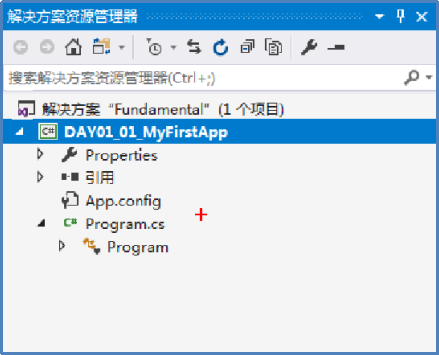 解决方案资源管理器
搜索解决方案资源管理器(Ctrl+;)
解决方案 "Fundamental" (1 个项目)
C# DAY01_01_MyFirstApp
Properties
引用
App.config
C# Program.cs
Program